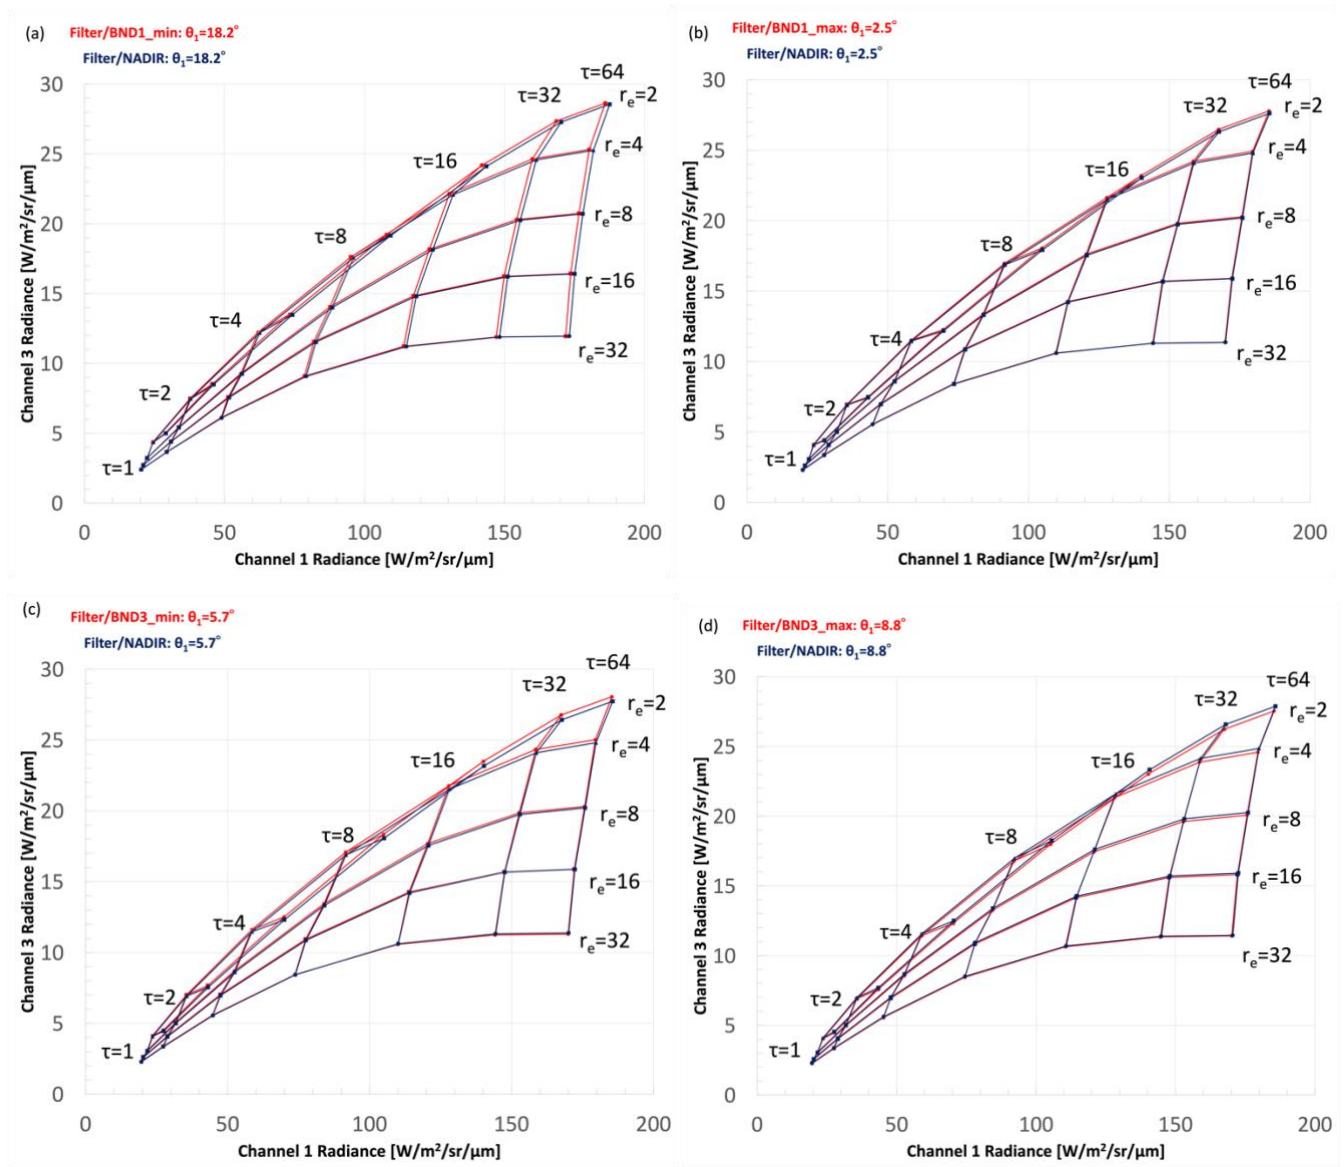 (a) Filter/BND1_min: θ₁=18.2°
Filter/NADIR: θ₁=18.2°
Channel 3 Radiance [W/m²/sr/μm]
30
25
20
15
10
5
0
τ=64
τ=32
τ=16
τ=8
τ=4
τ=2
τ=1
rₑ=2
rₑ=4
rₑ=8
rₑ=16
rₑ=32
0 50 100 150 200
Channel 1 Radiance [W/m²/sr/μm]
(b) Filter/BND1_max: θ₁=2.5°
Filter/NADIR: θ₁=2.5°
Channel 3 Radiance [W/m²/sr/μm]
30
25
20
15
10
5
0
τ=64
τ=32
τ=16
τ=8
τ=4
τ=2
τ=1
rₑ=2
rₑ=4
rₑ=8
rₑ=16
rₑ=32
0 50 100 150 200
Channel 1 Radiance [W/m²/sr/μm]
(c) Filter/BND3_min: θ₁=5.7°
Filter/NADIR: θ₁=5.7°
Channel 3 Radiance [W/m²/sr/μm]
30
25
20
15
10
5
0
τ=64
τ=32
τ=16
τ=8
τ=4
τ=2
τ=1
rₑ=2
rₑ=4
rₑ=8
rₑ=16
rₑ=32
0 50 100 150 200
Channel 1 Radiance [W/m²/sr/μm]
(d) Filter/BND3_max: θ₁=8.8°
Filter/NADIR: θ₁=8.8°
Channel 3 Radiance [W/m²/sr/μm]
30
25
20
15
10
5
0
τ=64
τ=32
τ=16
τ=8
τ=4
τ=2
τ=1
rₑ=2
rₑ=4
rₑ=8
rₑ=16
rₑ=32
0 50 100 150 200
Channel 1 Radiance [W/m²/sr/μm]